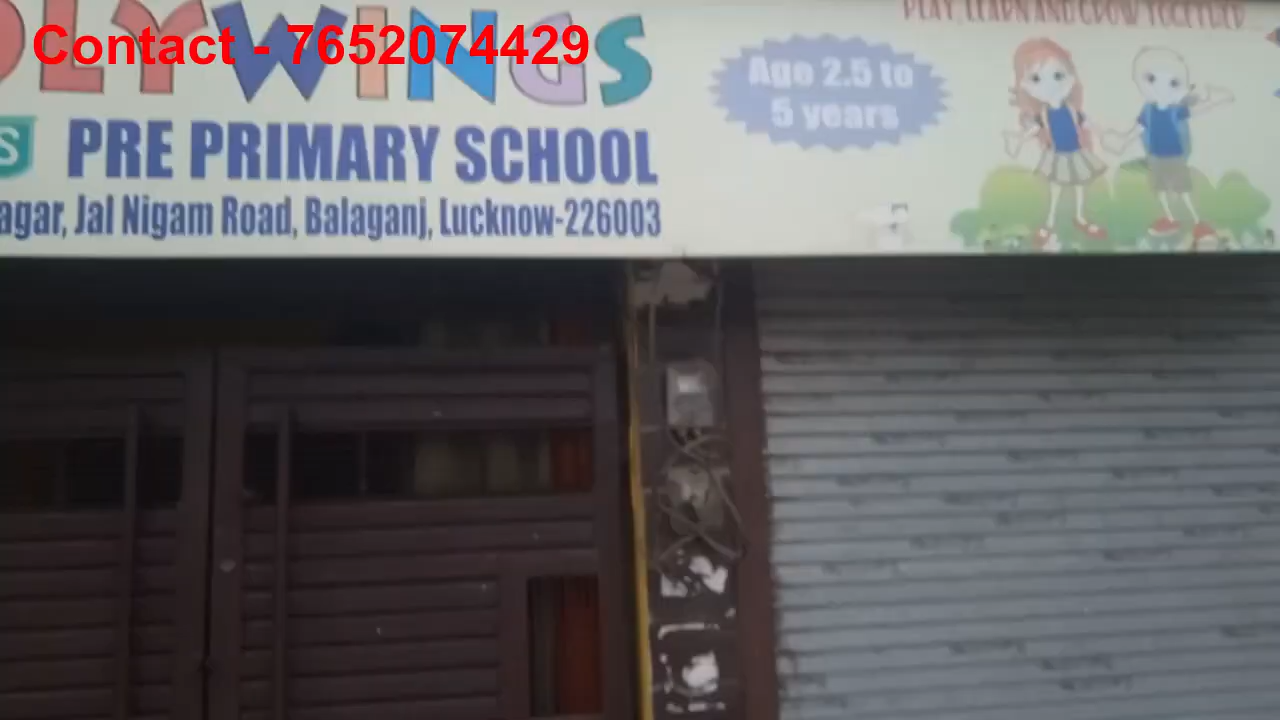 PLAY, LEARN AND GROW TOGETHER
Contact - 7652074429
OLYWINGS
Age 2.5 to
5 years
S
PRE PRIMARY SCHOOL
agar, Jal Nigam Road, Balaganj, Lucknow-226003